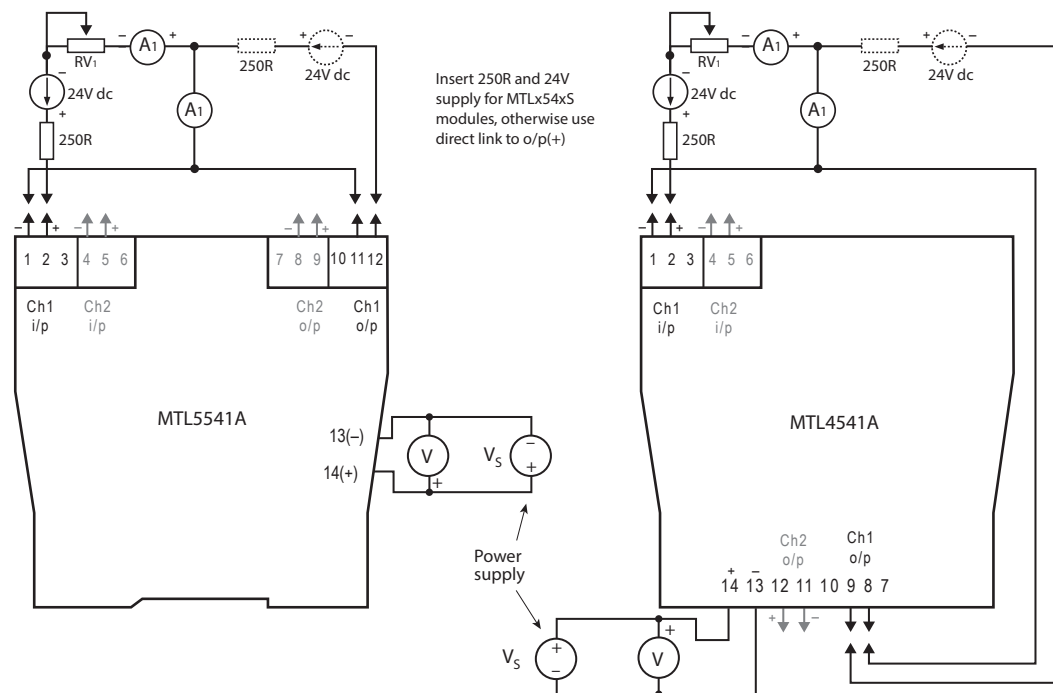 RV1
− A1 +
250R
+ −
24V dc
−
24V dc
+
250R
A1
Insert 250R and 24V
supply for MTLx54xS
modules, otherwise use
direct link to o/p(+)
RV1
− A1 +
250R
+ −
24V dc
−
24V dc
+
250R
A1
− + − + − +
1 2 3 4 5 6 7 8 9 10 11 12
Ch1
i/p
Ch2
i/p
Ch2
o/p
Ch1
o/p
MTL5541A
13(–)
14(+)
V
+
VS
−
+
Power
supply
− + − +
1 2 3 4 5 6
Ch1
i/p
Ch2
i/p
MTL4541A
Ch2
o/p
Ch1
o/p
+ −
14 13 12 11 10 9 8 7
+ −
VS
+
−
V
+